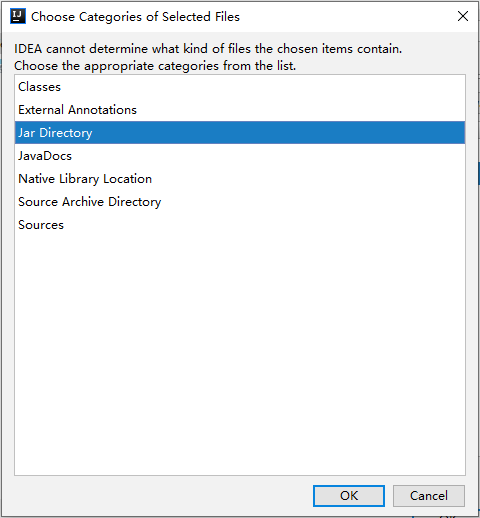 IJ
Choose Categories of Selected Files
IDEA cannot determine what kind of files the chosen items contain.
Choose the appropriate categories from the list.
Classes
External Annotations
Jar Directory
JavaDocs
Native Library Location
Source Archive Directory
Sources
OK
Cancel